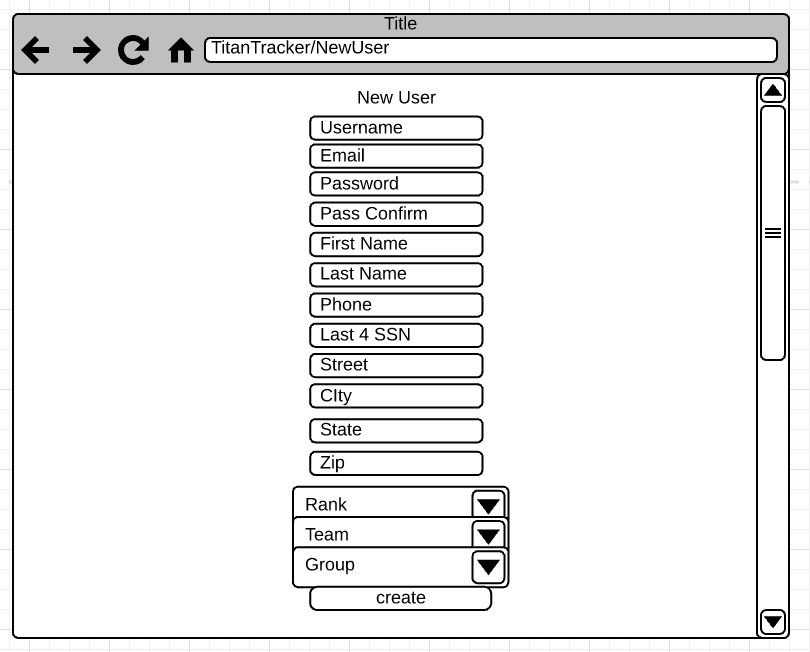 Title
TitanTracker/NewUser
New User
Username
Email
Password
Pass Confirm
First Name
Last Name
Phone
Last 4 SSN
Street
CIty
State
Zip
Rank
Team
Group
create